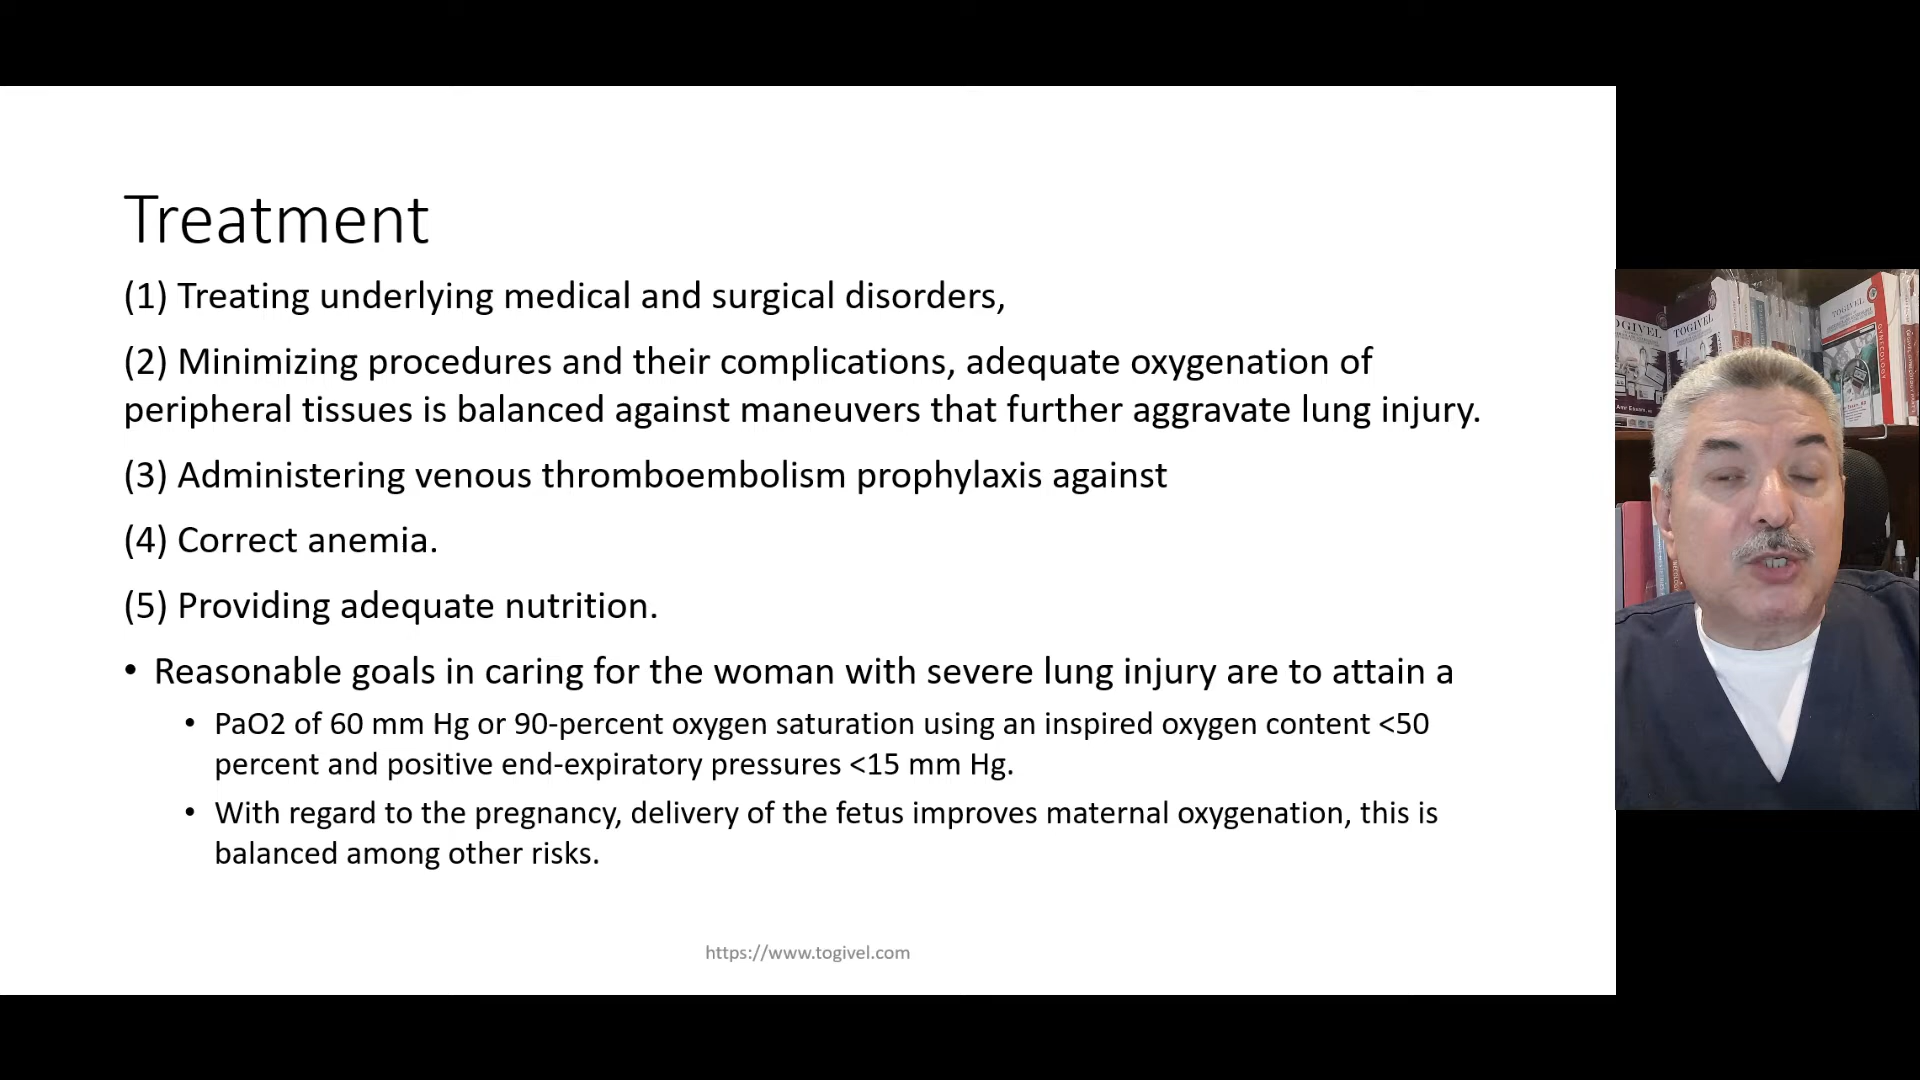 Treatment
(1) Treating underlying medical and surgical disorders,
(2) Minimizing procedures and their complications, adequate oxygenation of
peripheral tissues is balanced against maneuvers that further aggravate lung injury.
(3) Administering venous thromboembolism prophylaxis against
(4) Correct anemia.
(5) Providing adequate nutrition.
• Reasonable goals in caring for the woman with severe lung injury are to attain a
• PaO2 of 60 mm Hg or 90-percent oxygen saturation using an inspired oxygen content <50
percent and positive end-expiratory pressures <15 mm Hg.
• With regard to the pregnancy, delivery of the fetus improves maternal oxygenation, this is
balanced among other risks.
https://www.togivel.com
OGIVEL
TOGIVEL
TOGIVEL
GYNECOLOGY